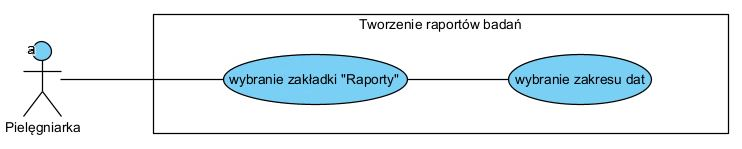 Tworzenie raportów badań
a
wybranie zakładki "Raporty"
wybranie zakresu dat
Pielęgniarka